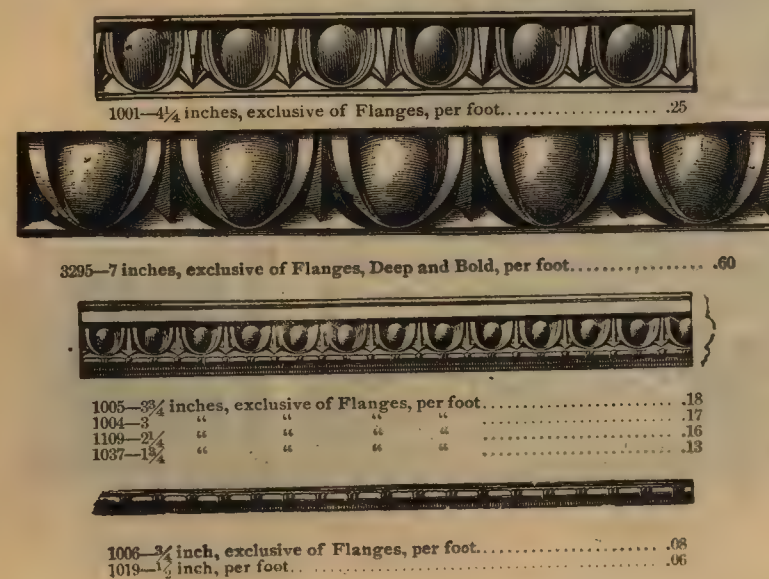 1001—4¼ inches, exclusive of Flanges, per foot..................... .25
3295—7 inches, exclusive of Flanges, Deep and Bold, per foot.................. .60
1005—3¾ inches, exclusive of Flanges, per foot........................ .18
1004—3 “ “ “ “ ........................ .17
1109—2¼ “ “ “ “ ........................ .16
1037—1¾ “ “ “ “ ........................ .13
1006—¾ inch, exclusive of Flanges, per foot........................ .08
1019—½ inch, per foot........................ .06